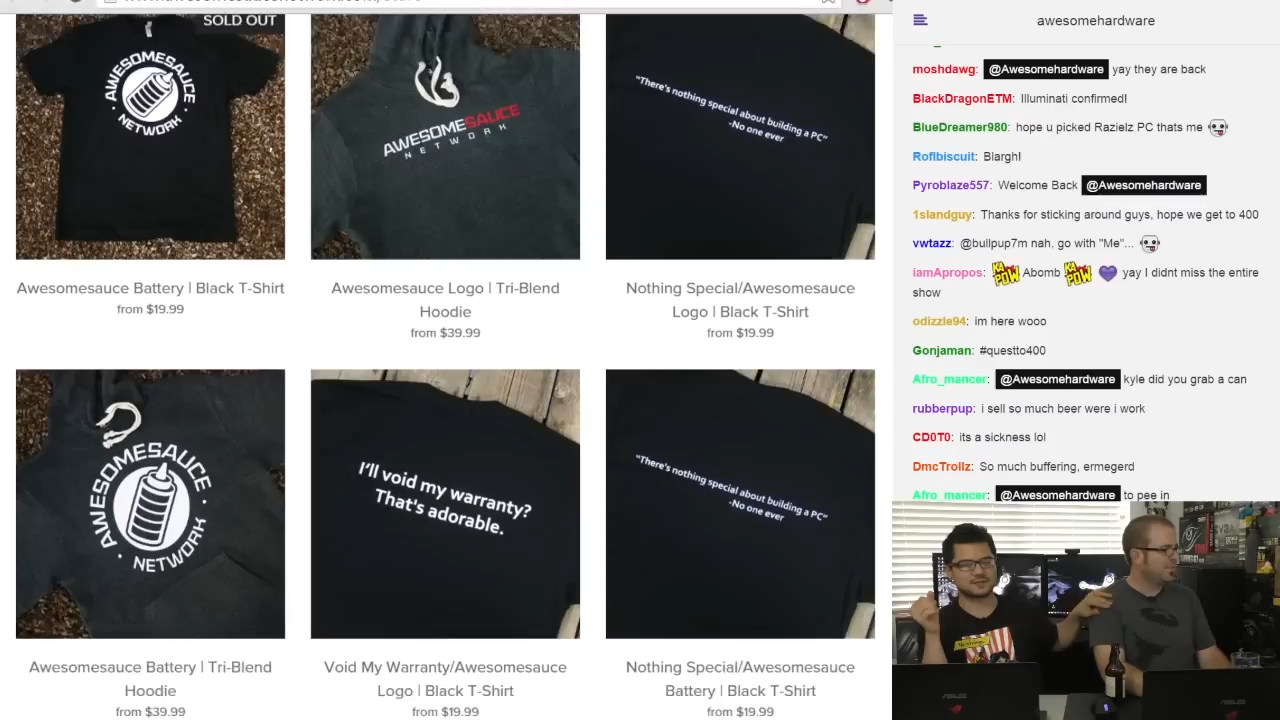 SOLD OUT
AWESOMESAUCE
NETWORK
AWESOMESAUCE
NETWORK
"There's nothing special about building a PC"
-No one ever
Awesomesauce Battery | Black T-Shirt
from $19.99
Awesomesauce Logo | Tri-Blend
Hoodie
from $39.99
Nothing Special/Awesomesauce
Logo | Black T-Shirt
from $19.99
AWESOMESAUCE
NETWORK
I'll void my warranty?
That's adorable.
"There's nothing special about building a PC"
-No one ever
Awesomesauce Battery | Tri-Blend
Hoodie
from $39.99
Void My Warranty/Awesomesauce
Logo | Black T-Shirt
from $19.99
Nothing Special/Awesomesauce
Battery | Black T-Shirt
from $19.99
awesomehardware
moshdawg: @Awesomehardware yay they are back
BlackDragonETM: Illuminati confirmed!
BlueDreamer980: hope u picked Razielz PC thats me
Roflbiscuit: Blargh!
Pyroblaze557: Welcome Back @Awesomehardware
1slandguy: Thanks for sticking around guys, hope we get to 400
vwtazz: @bullpup7m nah, go with "Me"...
iamApropos: KA POW Abomb KA POW yay I didnt miss the entire
show
odizzle94: im here wooo
Gonjaman: #questto400
Afro_mancer: @Awesomehardware kyle did you grab a can
rubberpup: i sell so much beer were i work
CD0T0: its a sickness lol
DmcTrollz: So much buffering, ermegerd
Afro_mancer: @Awesomehardware to pee in
ASUS
ASUS